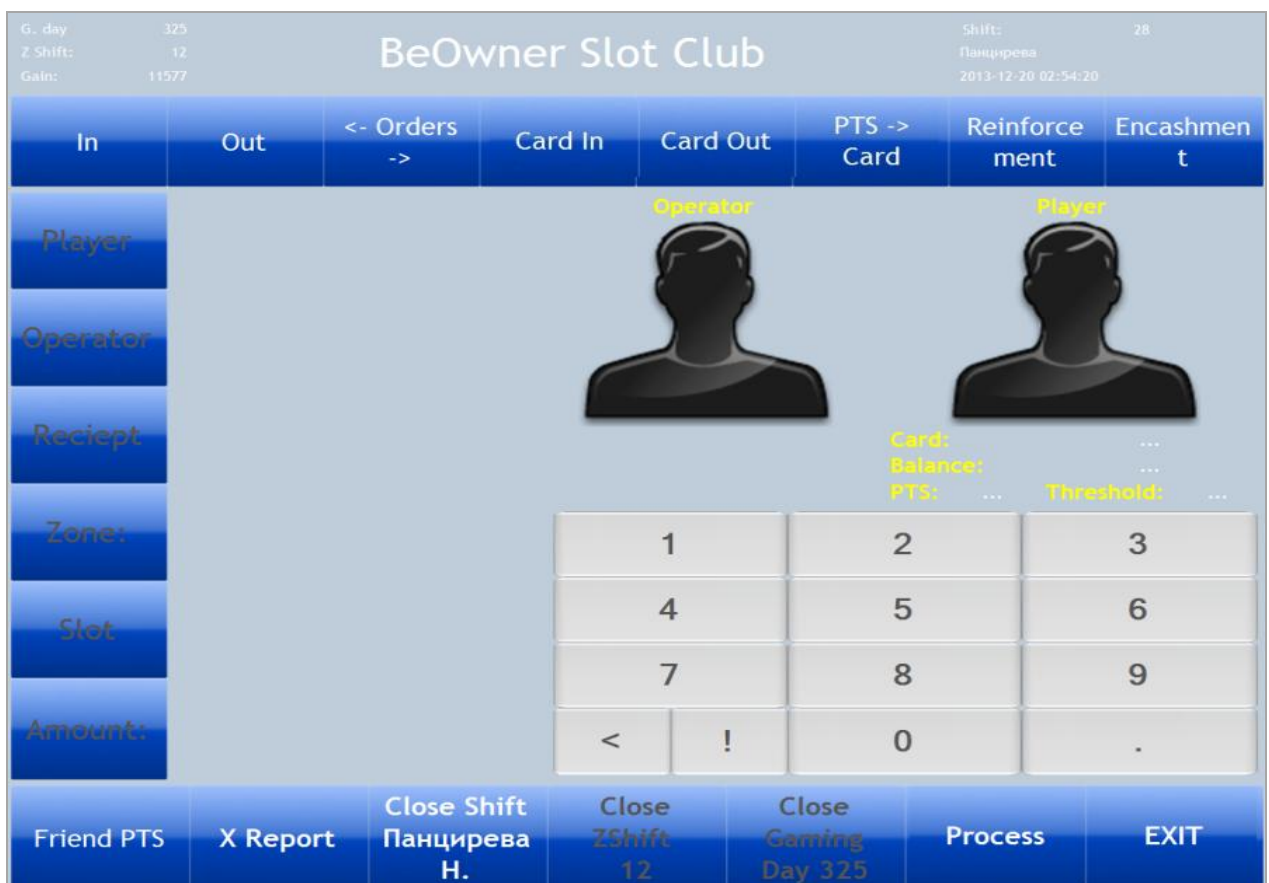 G. day 325
Z Shift: 12
Gain: 11577
BeOwner Slot Club
Shift: 28
Панцирева
2013-12-20 02:54:20
In
Out
<- Orders
->
Card In
Card Out
PTS ->
Card
Reinforce
ment
Encashmen
t
Player
Operator
Reciept
Zone:
Slot
Amount:
Operator
Player
Card: ...
Balance: ...
PTS: ... Threshold: ...
1 2 3
4 5 6
7 8 9
< ! 0 .
Friend PTS
X Report
Close Shift
Панцирева
Н.
Close
ZShift
12
Close
Gaming
Day 325
Process
EXIT